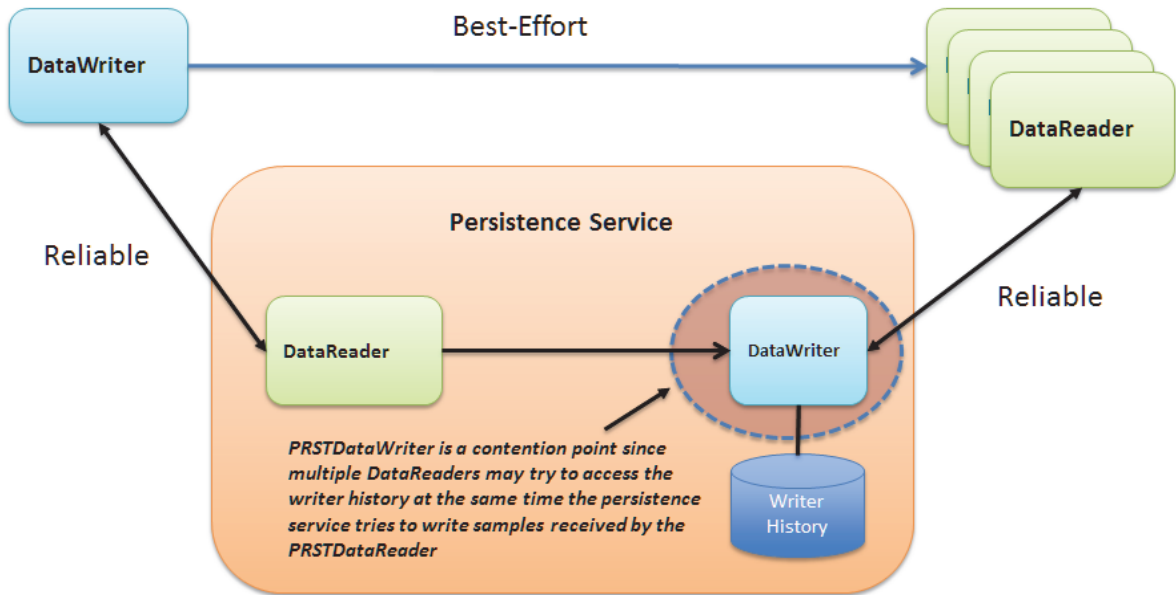 Best-Effort
DataWriter
DataReader
Persistence Service
Reliable
Reliable
DataReader
DataWriter
PRSTDataWriter is a contention point since
multiple DataReaders may try to access the
writer history at the same time the persistence
service tries to write samples received by the
PRSTDataReader
Writer
History